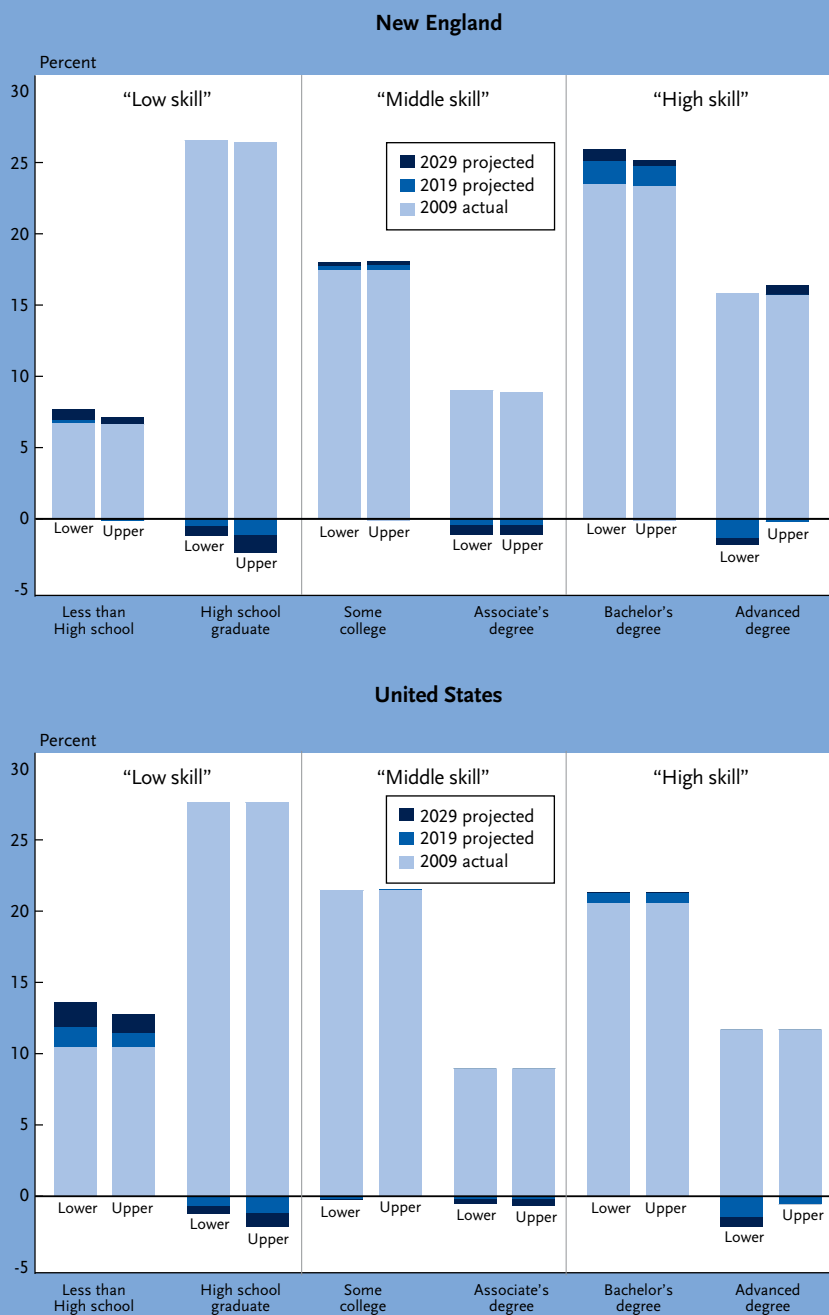 New England
Percent
“Low skill” “Middle skill” “High skill”
30
25
20
15
10
5
0
-5
2029 projected
2019 projected
2009 actual
Lower Upper Lower Upper Lower Upper Lower Upper Lower Upper Lower Upper
Less than High school graduate Some Associate's Bachelor's Advanced
High school graduate college degree degree degree
United States
Percent
“Low skill” “Middle skill” “High skill”
30
25
20
15
10
5
0
-5
2029 projected
2019 projected
2009 actual
Lower Upper Lower Upper Lower Upper Lower Upper Lower Upper Lower Upper
Less than High school Some Associate's Bachelor's Advanced
High school graduate college degree degree degree